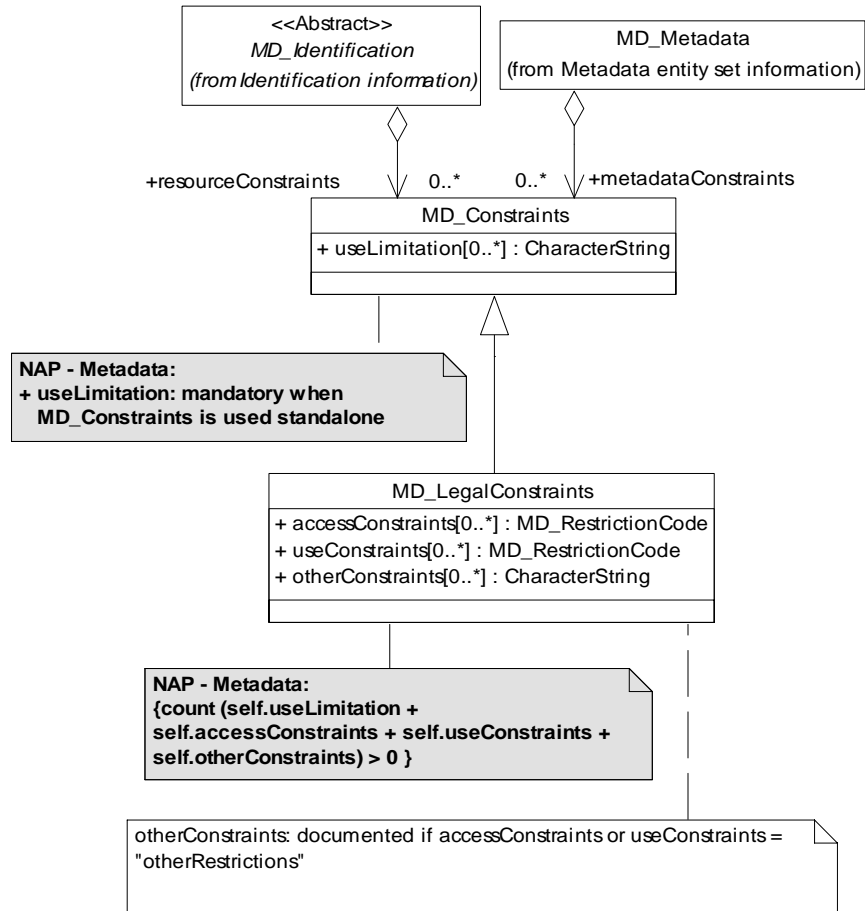 <<Abstract>>
MD_Identification
(from Identification information)
MD_Metadata
(from Metadata entity set information)
+resourceConstraints
0..*
0..*
+metadataConstraints
MD_Constraints
+ useLimitation[0..*] : CharacterString
NAP - Metadata:
+ useLimitation: mandatory when
MD_Constraints is used standalone
MD_LegalConstraints
+ accessConstraints[0..*] : MD_RestrictionCode
+ useConstraints[0..*] : MD_RestrictionCode
+ otherConstraints[0..*] : CharacterString
NAP - Metadata:
{count (self.useLimitation +
self.accessConstraints + self.useConstraints +
self.otherConstraints) > 0 }
otherConstraints: documented if accessConstraints or useConstraints =
"otherRestrictions"